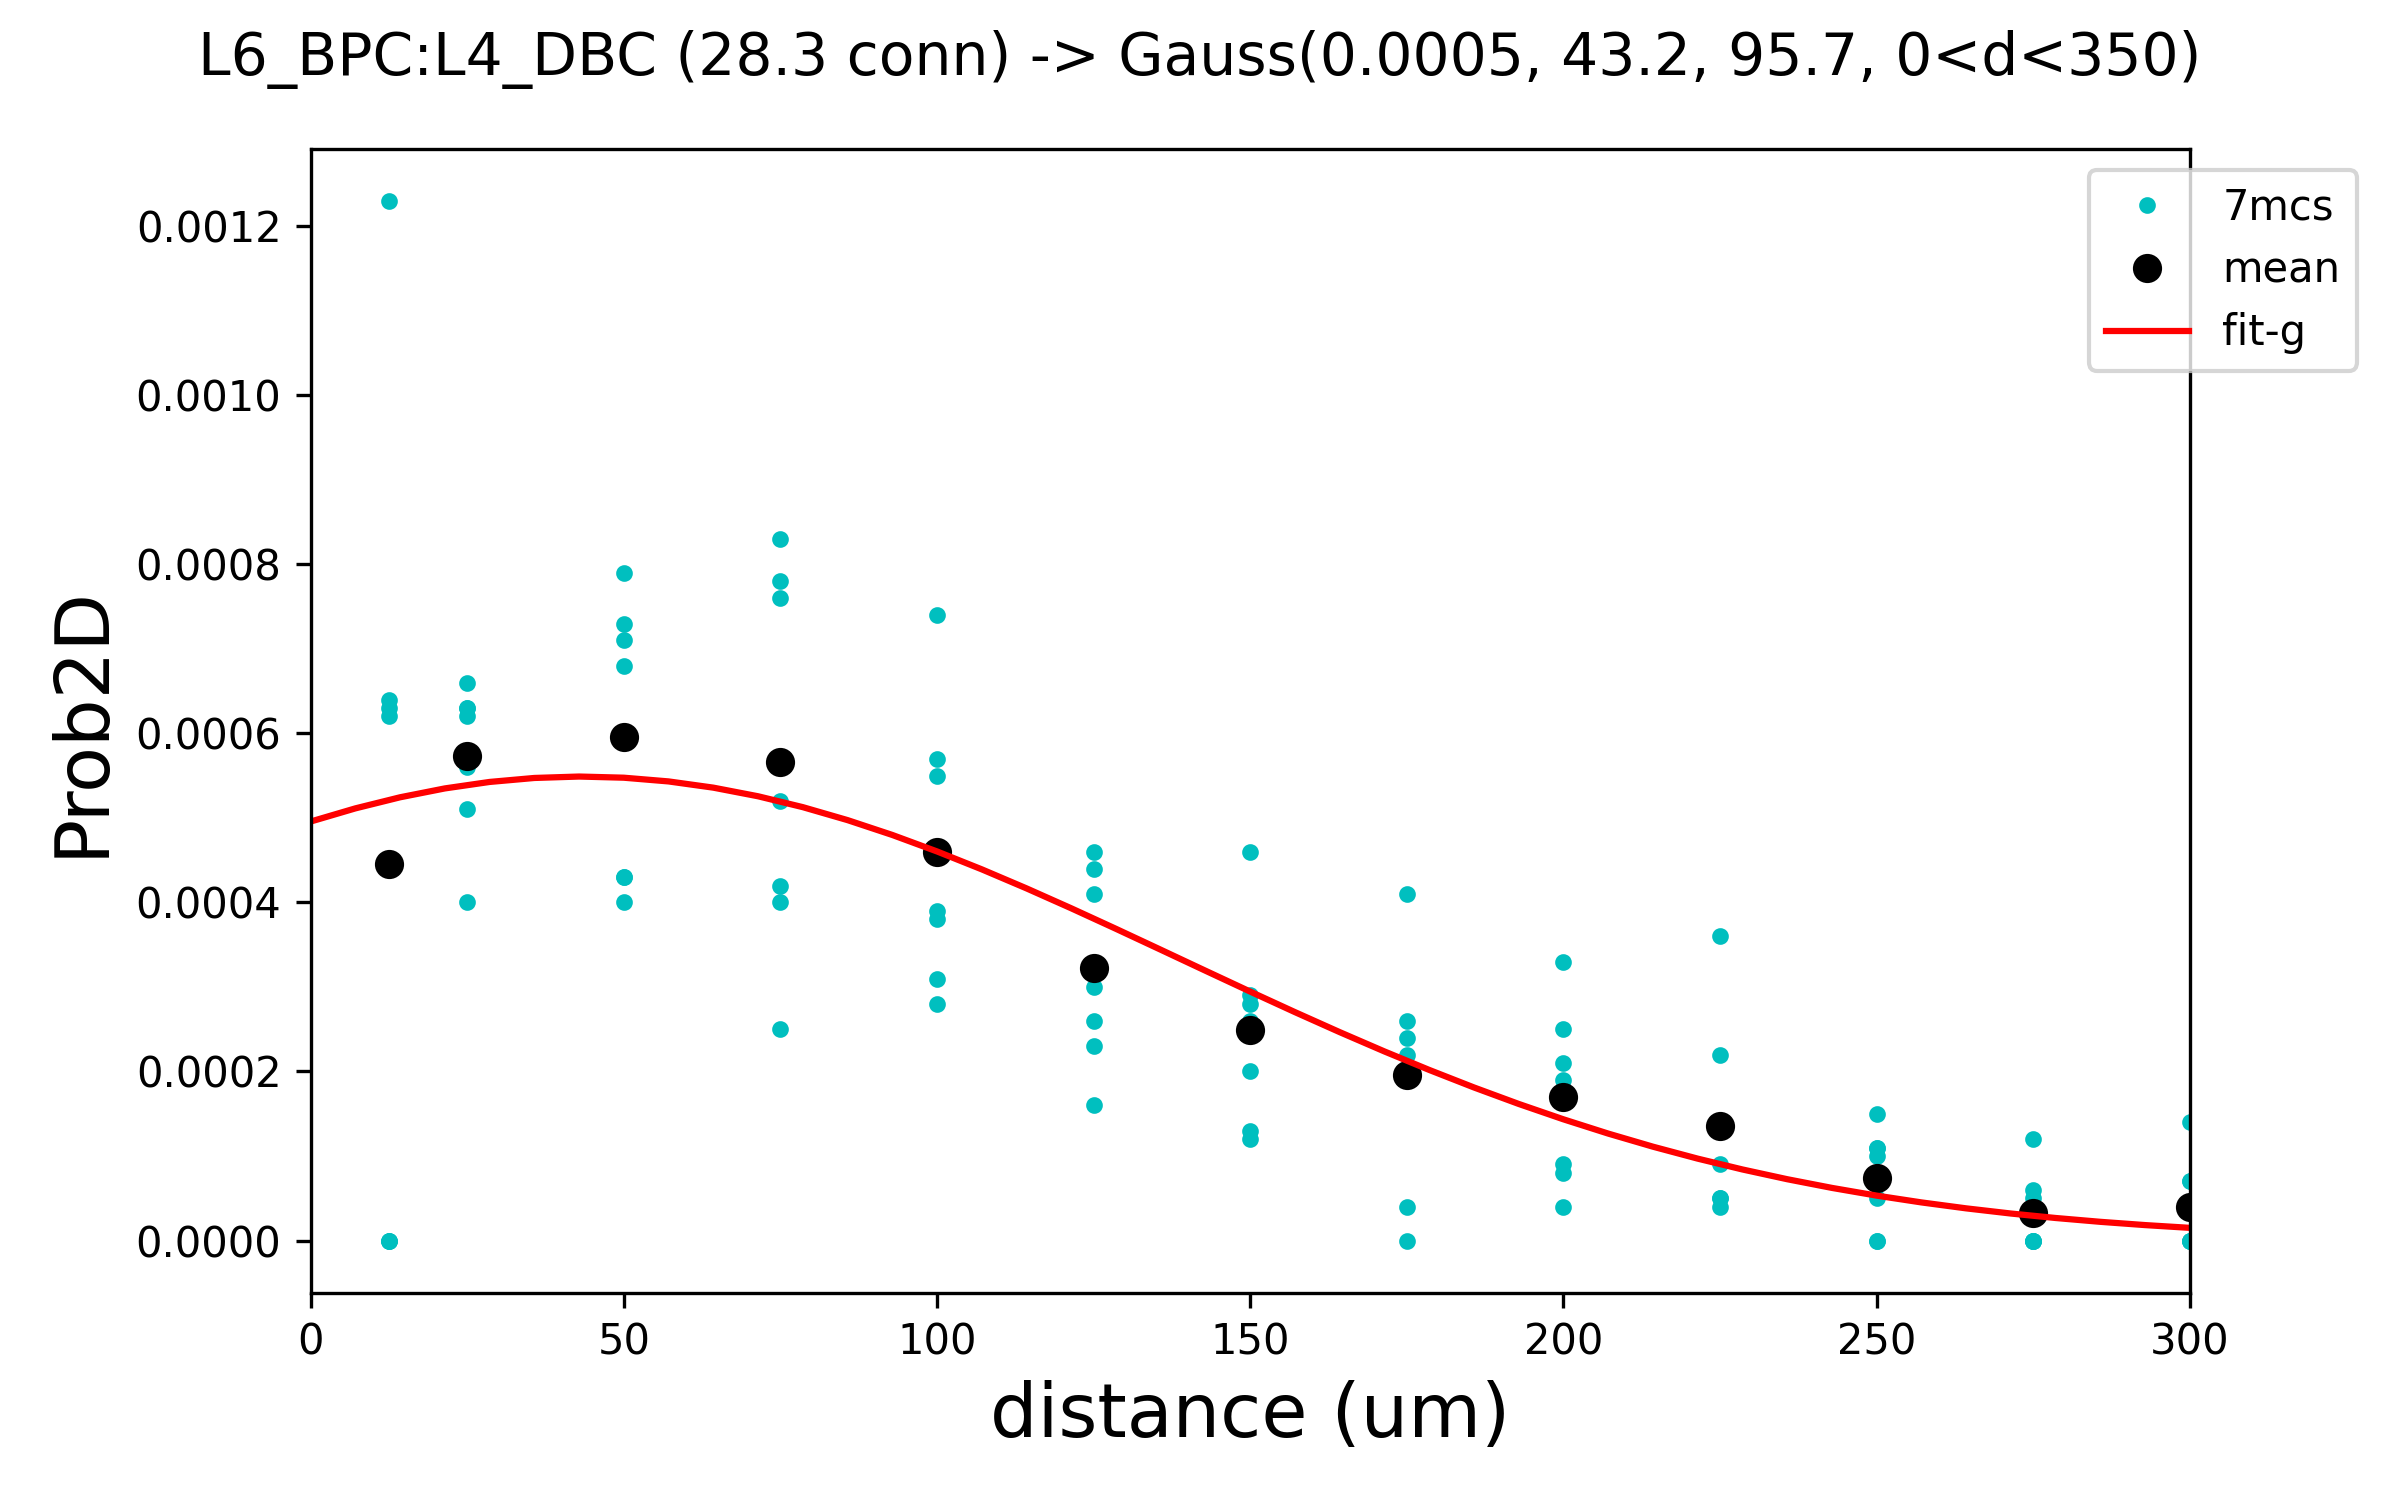 L6_BPC:L4_DBC (28.3 conn) -> Gauss(0.0005, 43.2, 95.7, 0<d<350)
7mcs
mean
fit-g
0.0012
0.0010
0.0008
0.0006
0.0004
0.0002
0.0000
Prob2D
0 50 100 150 200 250 300
distance (um)